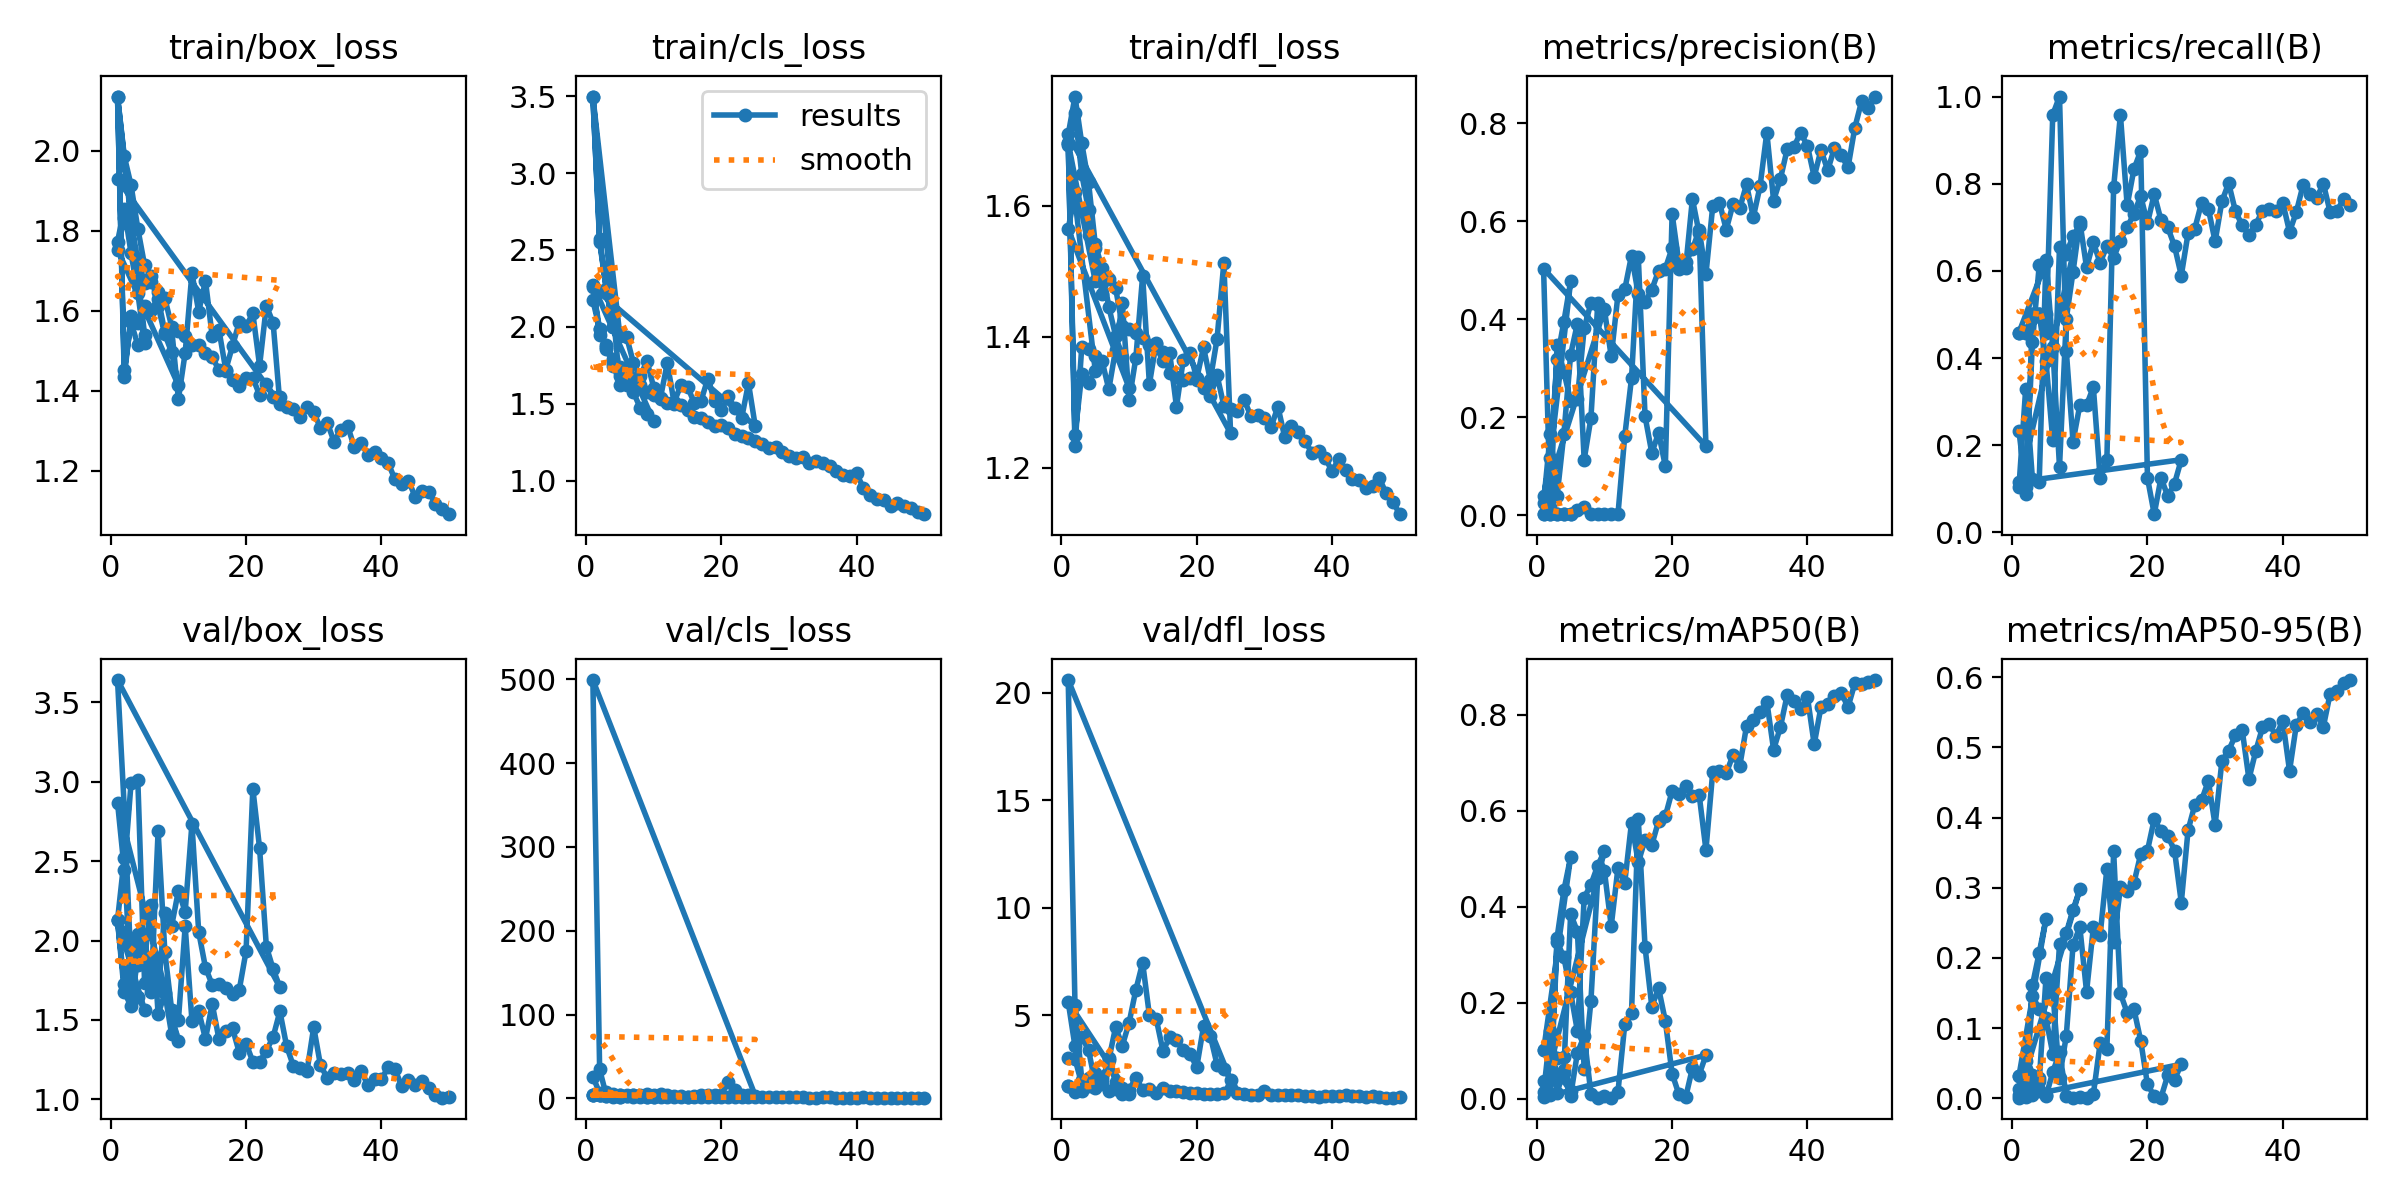 train/box_loss
train/cls_loss
train/dfl_loss
metrics/precision(B)
metrics/recall(B)
2.0
1.8
1.6
1.4
1.2
0 20 40
3.5
3.0
2.5
2.0
1.5
1.0
0 20 40
results
smooth
1.6
1.4
1.2
0 20 40
0.8
0.6
0.4
0.2
0.0
0 20 40
1.0
0.8
0.6
0.4
0.2
0.0
0 20 40
val/box_loss
val/cls_loss
val/dfl_loss
metrics/mAP50(B)
metrics/mAP50-95(B)
3.5
3.0
2.5
2.0
1.5
1.0
0 20 40
500
400
300
200
100
0
0 20 40
20
15
10
5
0 20 40
0.8
0.6
0.4
0.2
0.0
0 20 40
0.6
0.5
0.4
0.3
0.2
0.1
0.0
0 20 40